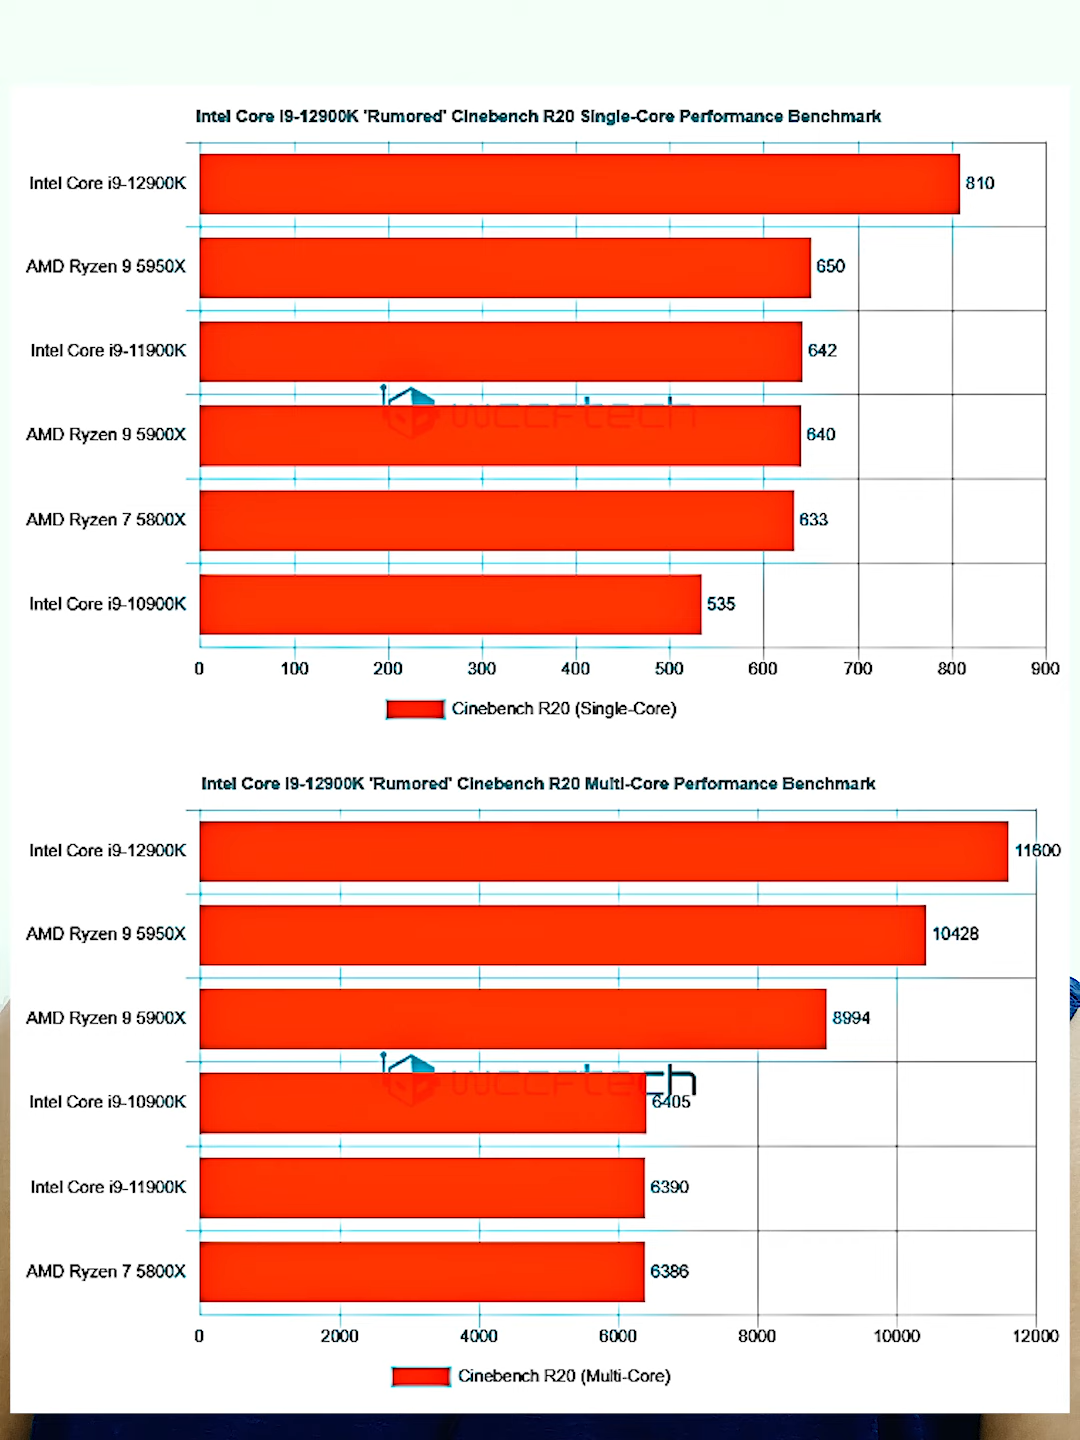 Intel Core i9-12900K 'Rumored' Cinebench R20 Single-Core Performance Benchmark
Intel Core i9-12900K 810
AMD Ryzen 9 5950X 650
Intel Core i9-11900K 642
wccftech
AMD Ryzen 9 5900X 640
AMD Ryzen 7 5800X 633
Intel Core i9-10900K 535
0 100 200 300 400 500 600 700 800 900
Cinebench R20 (Single-Core)
Intel Core i9-12900K 'Rumored' Cinebench R20 Multi-Core Performance Benchmark
Intel Core i9-12900K 11600
AMD Ryzen 9 5950X 10428
AMD Ryzen 9 5900X 8994
wccftech
Intel Core i9-10900K 6405
Intel Core i9-11900K 6390
AMD Ryzen 7 5800X 6386
0 2000 4000 6000 8000 10000 12000
Cinebench R20 (Multi-Core)